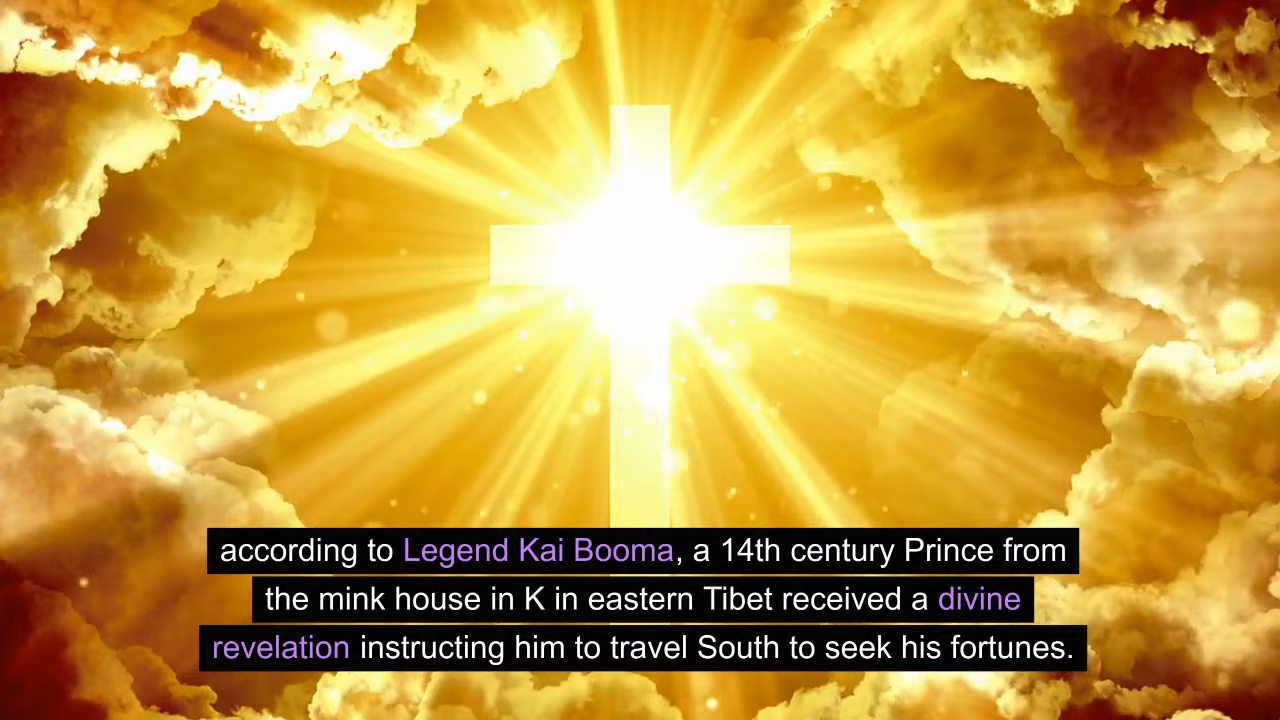 according to Legend Kai Booma, a 14th century Prince from
the mink house in K in eastern Tibet received a divine
revelation instructing him to travel South to seek his fortunes.